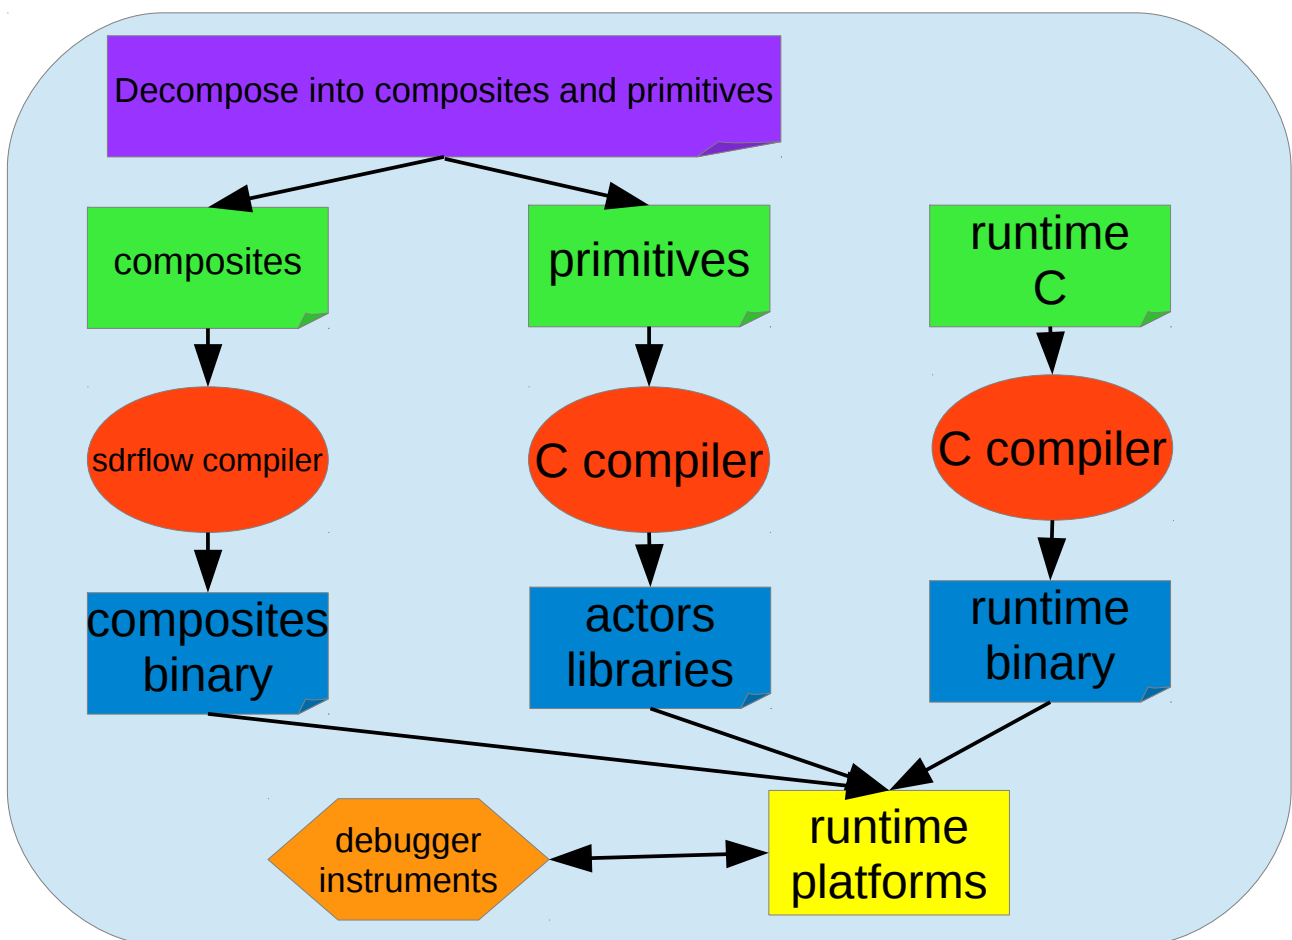 Decompose into composites and primitives
composites
primitives
runtime
C
sdrflow compiler
C compiler
C compiler
composites
binary
actors
libraries
runtime
binary
debugger
instruments
runtime
platforms